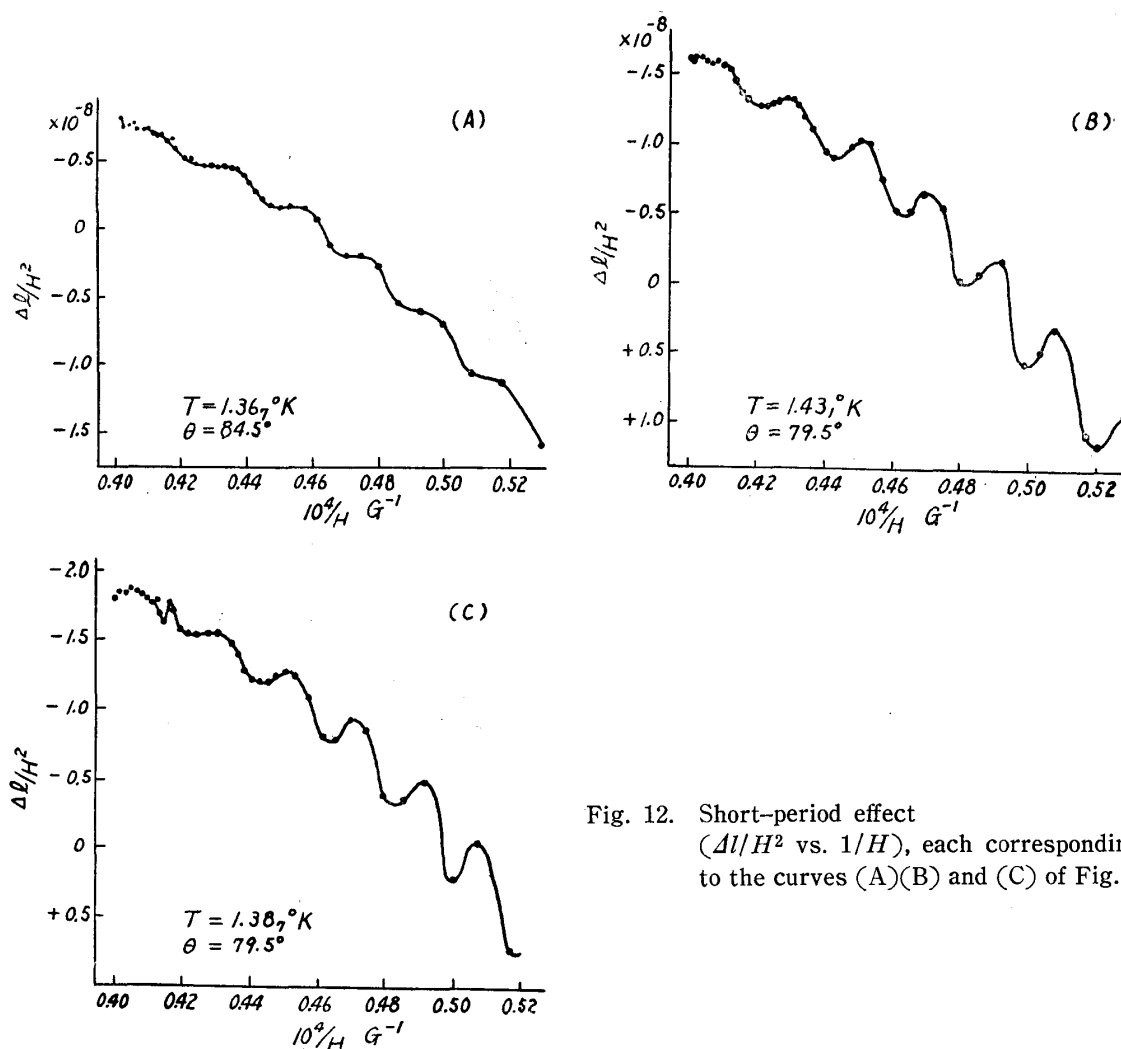 (A)
×10⁻⁸
-0.5
0
-0.5
-1.0
-1.5
Δl/H²
T = 1.36₇ °K
θ = 84.5°
0.40 0.42 0.44 0.46 0.48 0.50 0.52
10⁴/H G⁻¹
(B)
×10⁻⁸
-1.5
-1.0
-0.5
0
+0.5
+1.0
Δl/H²
T = 1.43₁ °K
θ = 79.5°
0.40 0.42 0.44 0.46 0.48 0.50 0.52
10⁴/H G⁻¹
(C)
-2.0
-1.5
-1.0
-0.5
0
+0.5
Δl/H²
T = 1.38₇ °K
θ = 79.5°
0.40 0.42 0.44 0.46 0.48 0.50 0.52
10⁴/H G⁻¹
Fig. 12. Short-period effect
(Δl/H² vs. 1/H), each correspondin
to the curves (A)(B) and (C) of Fig.